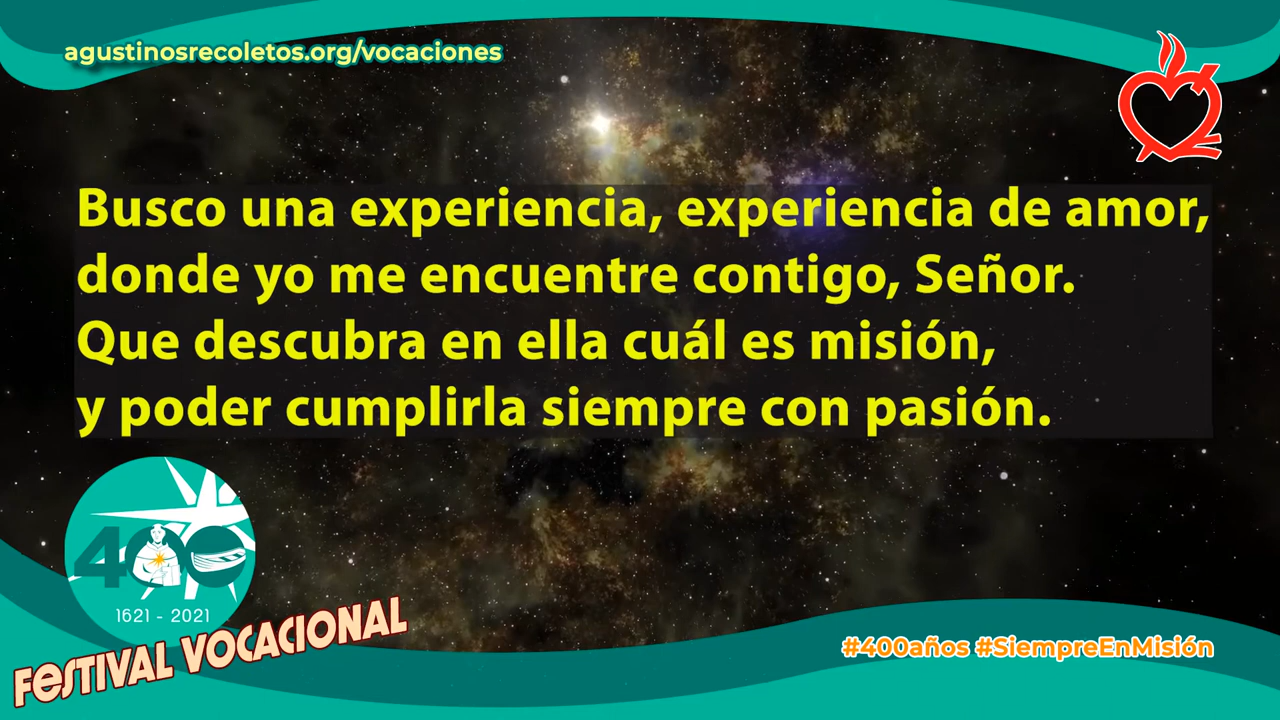 agustinosrecoletos.org/vocaciones
Busco una experiencia, experiencia de amor,
donde yo me encuentre contigo, Señor.
Que descubra en ella cuál es misión,
y poder cumplirla siempre con pasión.
400
1621 - 2021
FESTIVAL VOCACIONAL
#400años #SiempreEnMisión